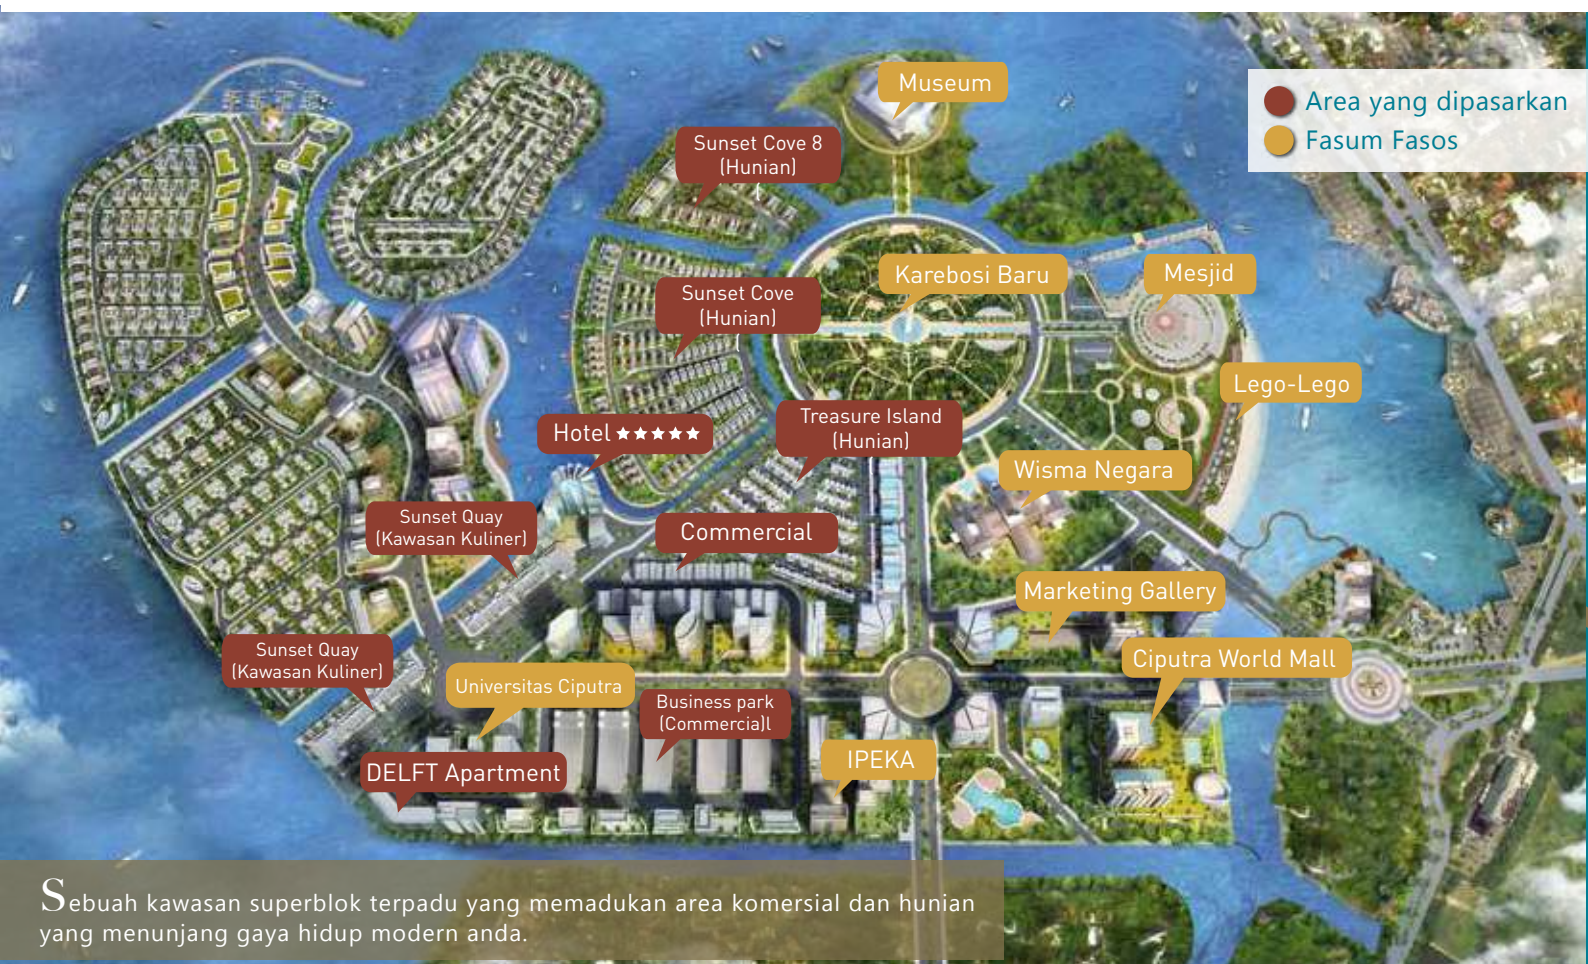 Museum
Area yang dipasarkan
Fasum Fasos
Sunset Cove 8
(Hunian)
Karebosi Baru
Mesjid
Sunset Cove
(Hunian)
Lego-Lego
Treasure Island
(Hunian)
Hotel ★★★★★
Wisma Negara
Sunset Quay
(Kawasan Kuliner)
Commercial
Marketing Gallery
Sunset Quay
(Kawasan Kuliner)
Ciputra World Mall
Universitas Ciputra
Business park
(Commercia)l
IPEKA
DELFT Apartment
Sebuah kawasan superblok terpadu yang memadukan area komersial dan hunian
yang menunjang gaya hidup modern anda.